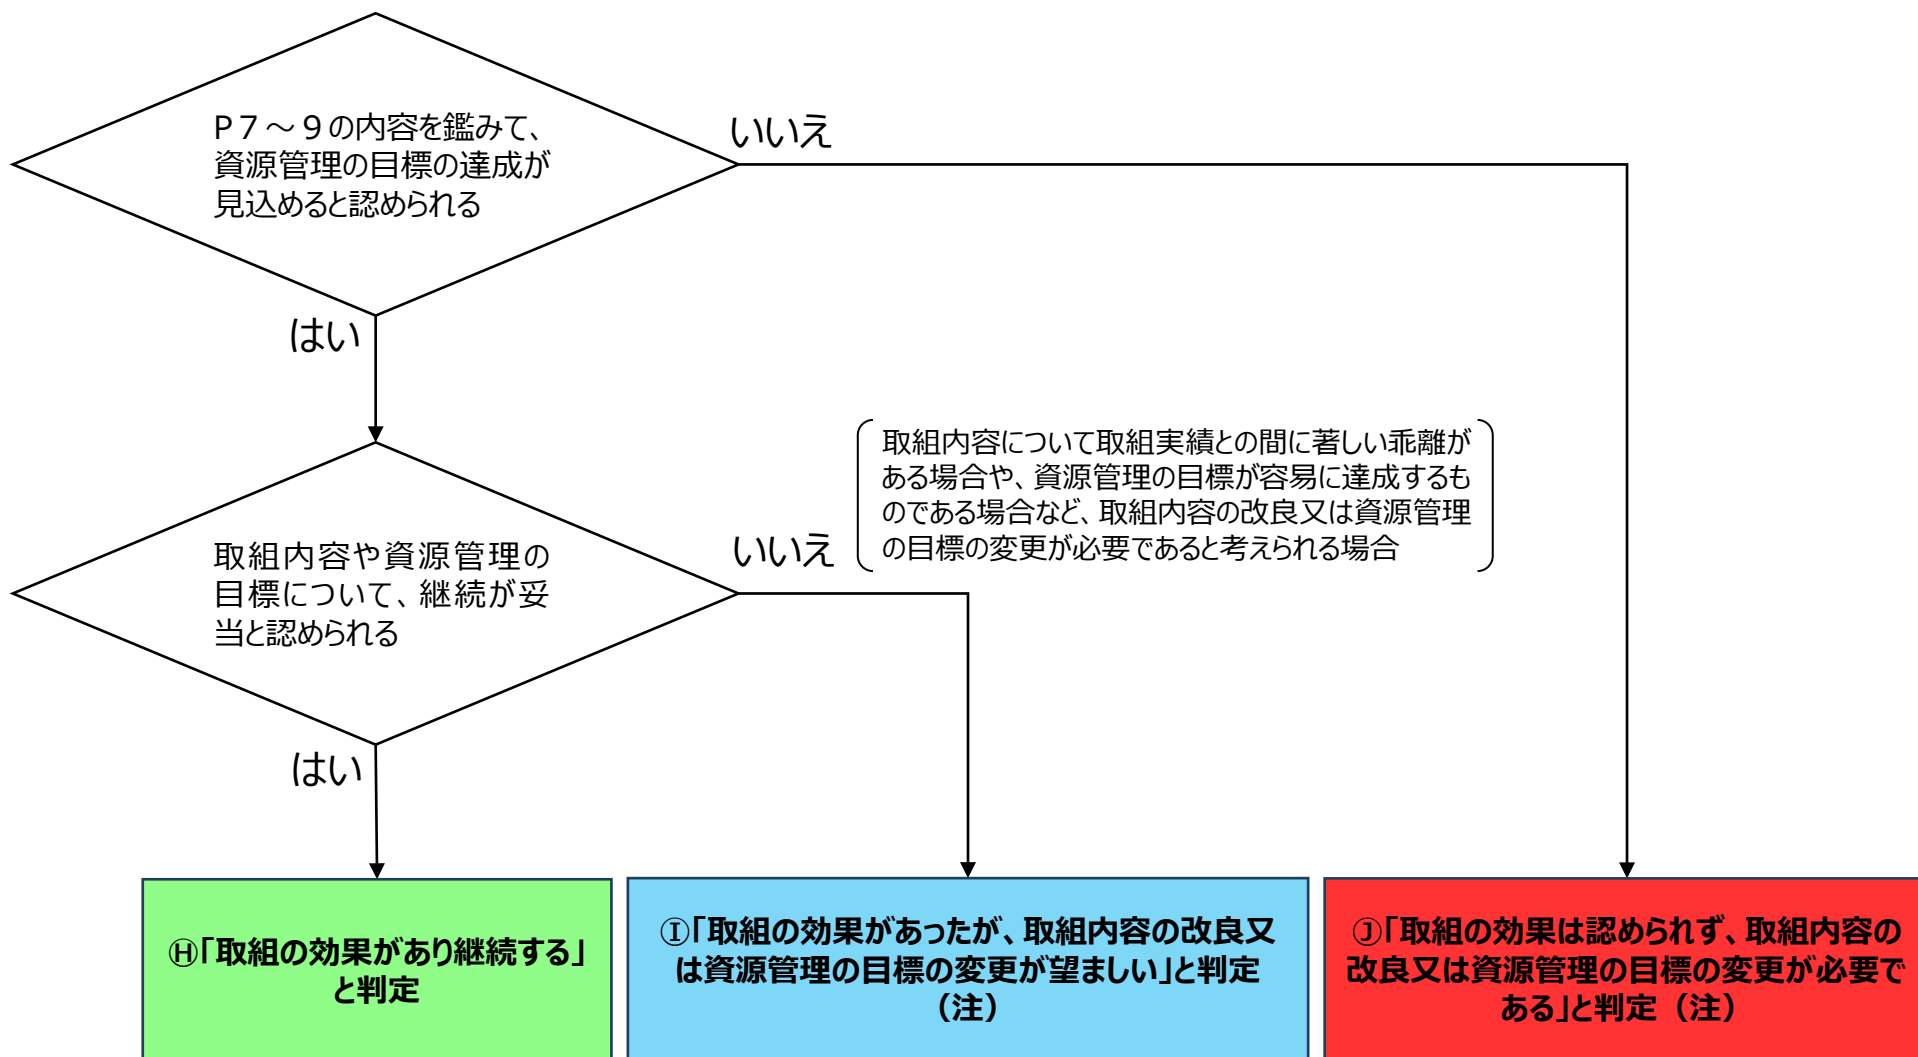 P7～9の内容を鑑みて、
資源管理の目標の達成が
見込めると認められる
いいえ
はい
取組内容について取組実績との間に著しい乖離が
ある場合や、資源管理の目標が容易に達成するも
のである場合など、取組内容の改良又は資源管理
の目標の変更が必要であると考えられる場合
いいえ
取組内容や資源管理の
目標について、継続が妥
当と認められる
はい
Ⓗ「取組の効果があり継続する」
と判定
Ⓘ「取組の効果があったが、取組内容の改良又
は資源管理の目標の変更が望ましい」と判定
（注）
Ⓙ「取組の効果は認められず、取組内容の
改良又は資源管理の目標の変更が必要で
ある」と判定（注）